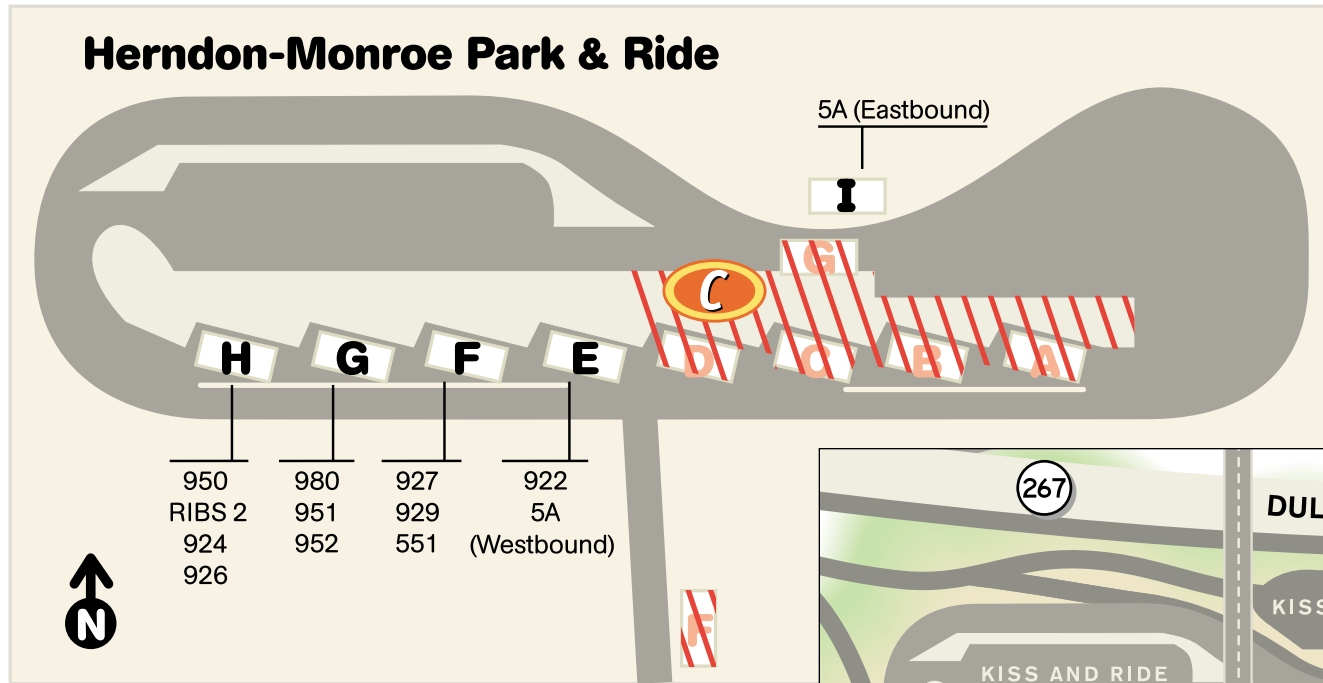 Herndon-Monroe Park & Ride
5A (Eastbound)
I
G
C
H
G
F
E
D
C
B
A
950
RIBS 2
924
926
980
951
952
927
929
551
922
5A
(Westbound)
N
F
267
DUL
KISS
KISS AND RIDE